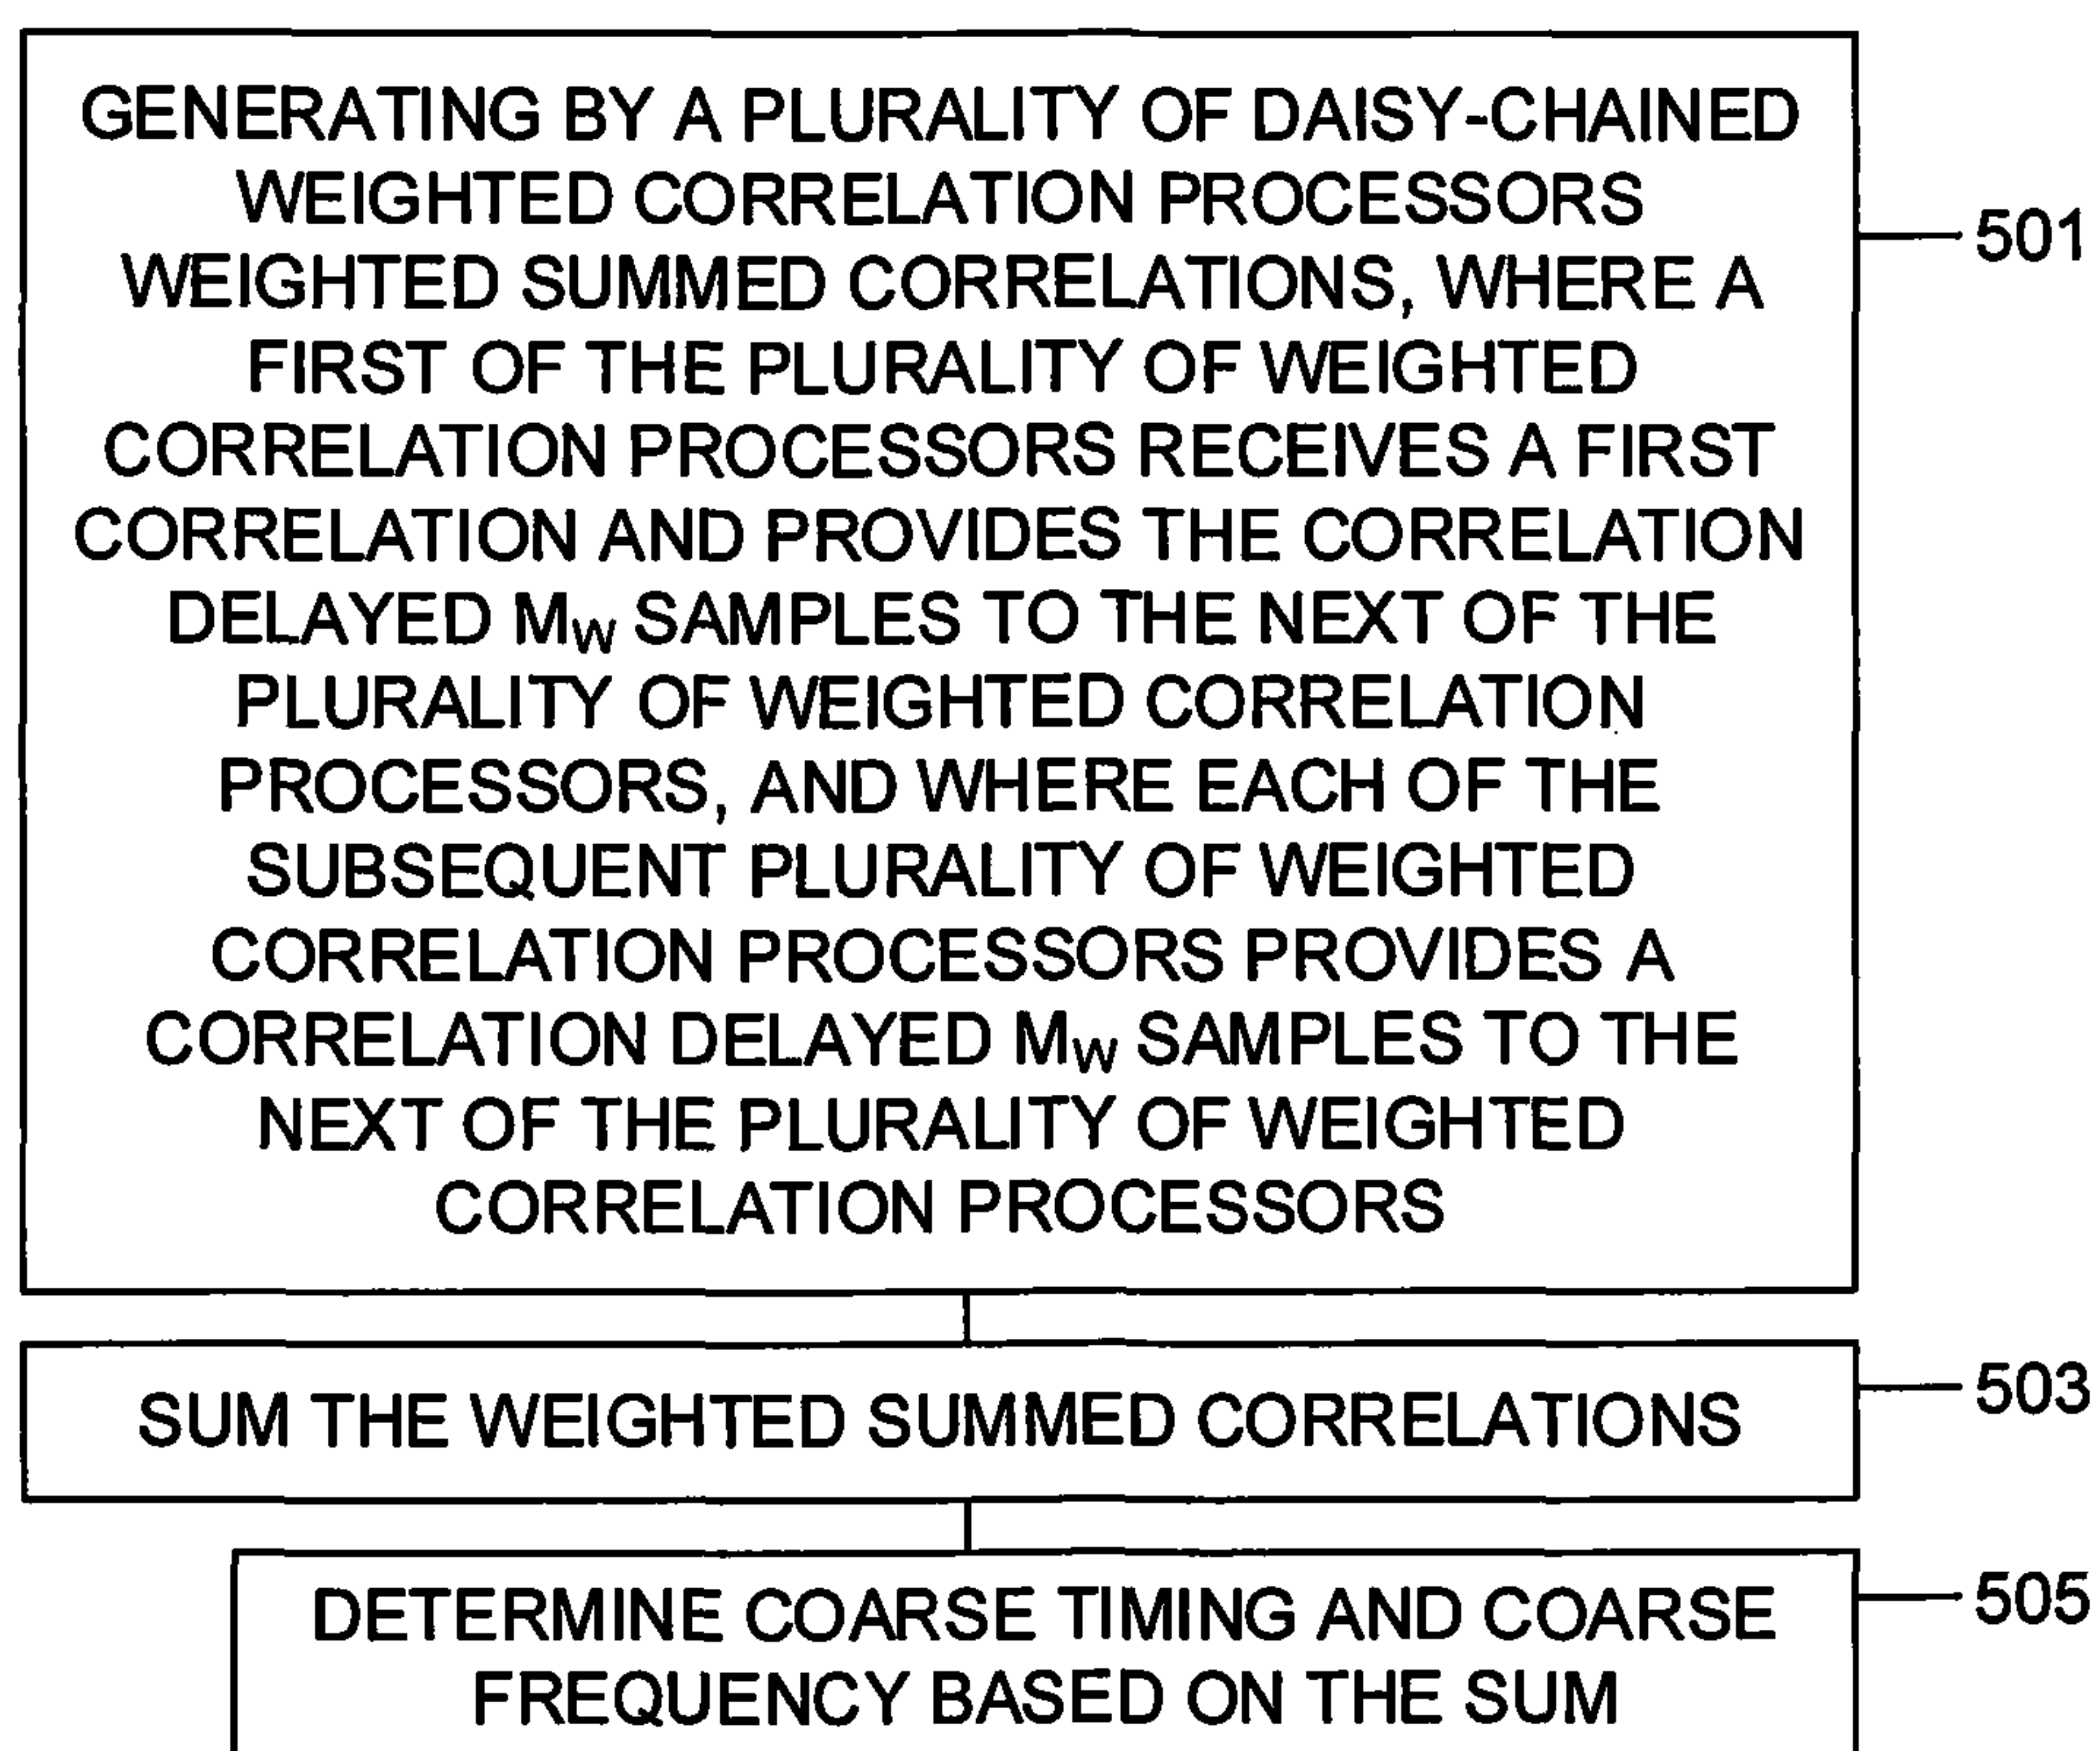 GENERATING BY A PLURALITY OF DAISY-CHAINED
WEIGHTED CORRELATION PROCESSORS
WEIGHTED SUMMED CORRELATIONS, WHERE A
FIRST OF THE PLURALITY OF WEIGHTED
CORRELATION PROCESSORS RECEIVES A FIRST
CORRELATION AND PROVIDES THE CORRELATION
DELAYED MW SAMPLES TO THE NEXT OF THE
PLURALITY OF WEIGHTED CORRELATION
PROCESSORS, AND WHERE EACH OF THE
SUBSEQUENT PLURALITY OF WEIGHTED
CORRELATION PROCESSORS PROVIDES A
CORRELATION DELAYED MW SAMPLES TO THE
NEXT OF THE PLURALITY OF WEIGHTED
CORRELATION PROCESSORS
501
SUM THE WEIGHTED SUMMED CORRELATIONS
503
DETERMINE COARSE TIMING AND COARSE
FREQUENCY BASED ON THE SUM
505